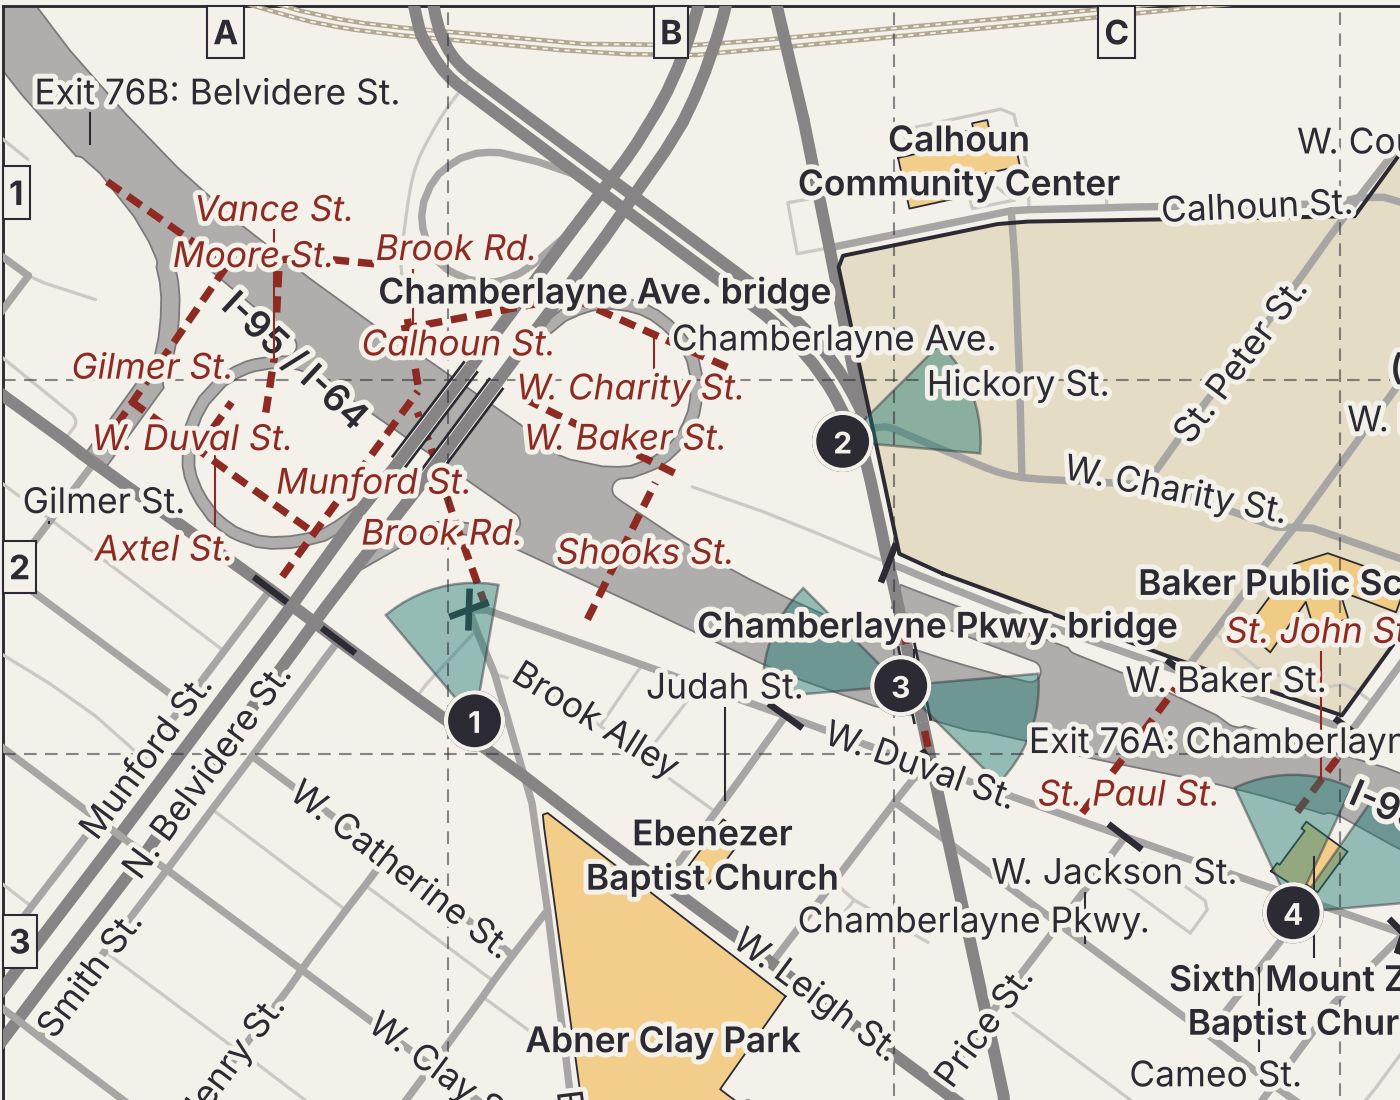 A
B
C
Exit 76B: Belvidere St.
Calhoun
Community Center
W. Cou
1
Vance St.
Calhoun St.
Moore St.
Brook Rd.
Chamberlayne Ave. bridge
I-95 / I-64
Calhoun St.
Chamberlayne Ave.
St. Peter St.
Gilmer St.
W. Charity St.
Hickory St.
W. Duval St.
W. Baker St.
2
W.
Munford St.
W. Charity St.
Gilmer St.
Axtel St.
Brook Rd.
Shooks St.
2
Baker Public Sc
Chamberlayne Pkwy. bridge
St. John St
Judah St.
3
W. Baker St.
1
Brook Alley
W. Duval St.
Exit 76A: Chamberlayn
Munford St.
N. Belvidere St.
St. Paul St.
I-9
W. Catherine St.
Ebenezer
Baptist Church
W. Jackson St.
Chamberlayne Pkwy.
4
3
Smith St.
W. Leigh St.
Sixth Mount Z
Baptist Chur
Price St.
enry St.
W. Clay S
Abner Clay Park
Cameo St.